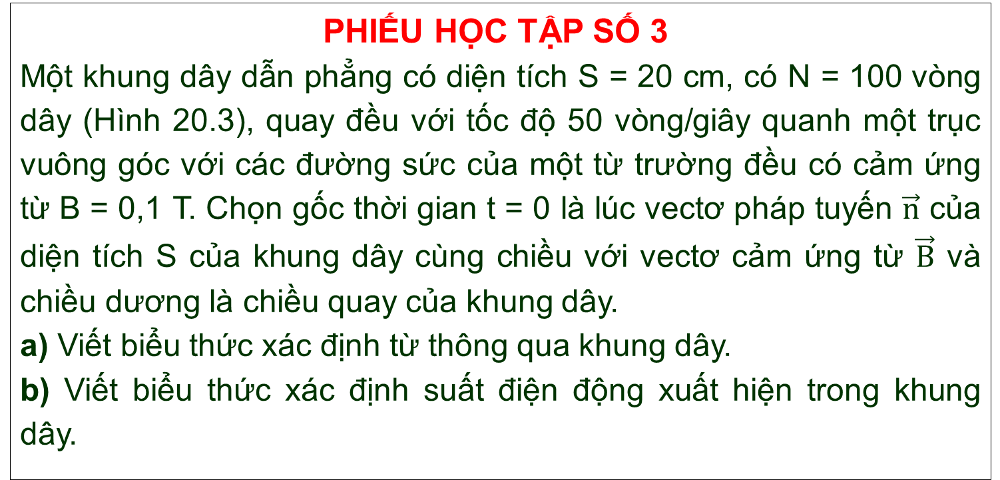 PHIẾU HỌC TẬP SỐ 3
Một khung dây dẫn phẳng có diện tích S = 20 cm, có N = 100 vòng
dây (Hình 20.3), quay đều với tốc độ 50 vòng/giây quanh một trục
vuông góc với các đường sức của một từ trường đều có cảm ứng
từ B = 0,1 T. Chọn gốc thời gian t = 0 là lúc vectơ pháp tuyến n⃗ của
diện tích S của khung dây cùng chiều với vectơ cảm ứng từ B⃗ và
chiều dương là chiều quay của khung dây.
a) Viết biểu thức xác định từ thông qua khung dây.
b) Viết biểu thức xác định suất điện động xuất hiện trong khung
dây.